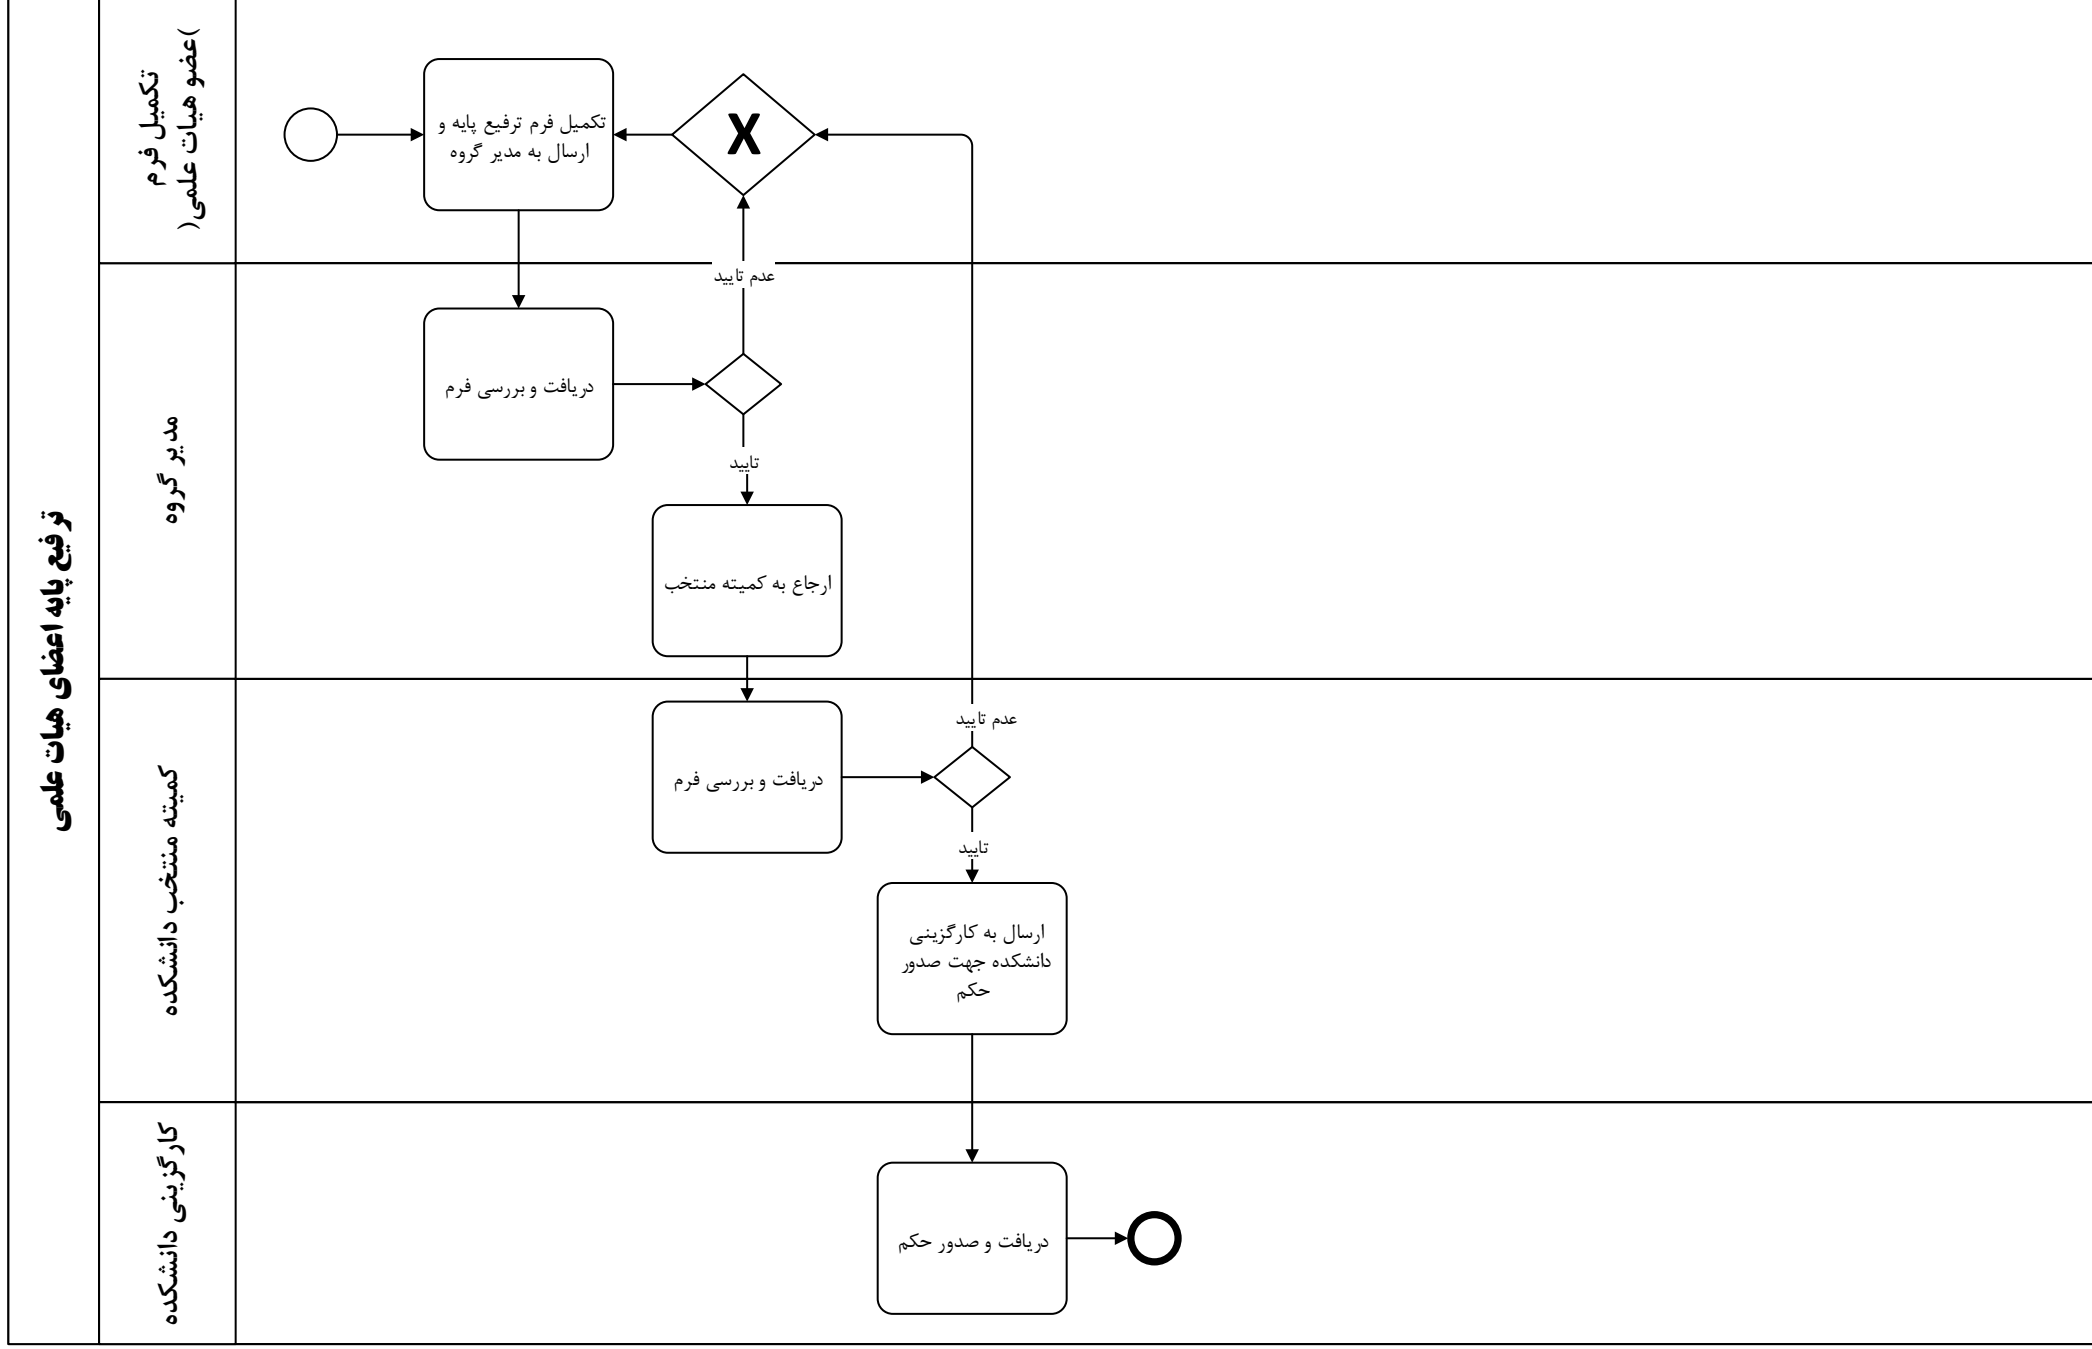 ترفیع پایه اعضای هیات علمی
تکمیل فرم
)عضو هیات علمی(
تکمیل فرم ترفیع پایه و
ارسال به مدیر گروه
X
مدیر گروه
عدم تایید
دریافت و بررسی فرم
تایید
ارجاع به کمیته منتخب
کمیته منتخب دانشکده
عدم تایید
دریافت و بررسی فرم
تایید
ارسال به کارگزینی
دانشکده جهت صدور
حکم
کارگزینی دانشکده
دریافت و صدور حکم